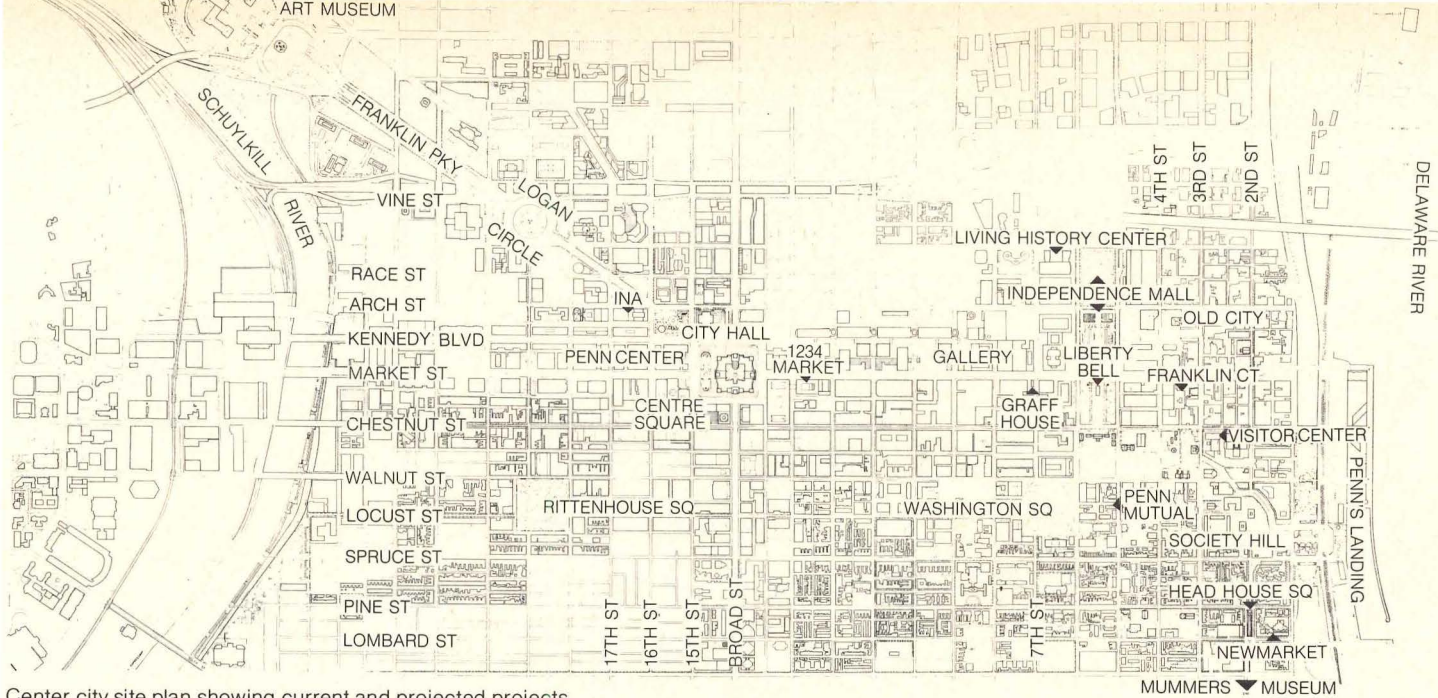 ART MUSEUM
SCHUYLKILL
RIVER
FRANKLIN PKY
LOGAN
CIRCLE
VINE ST
RACE ST
ARCH ST
KENNEDY BLVD
MARKET ST
CHESTNUT ST
WALNUT ST
LOCUST ST
SPRUCE ST
PINE ST
LOMBARD ST
INA
CITY HALL
PENN CENTER
CENTRE
SQUARE
1234
MARKET
RITTENHOUSE SQ
17TH ST
16TH ST
15TH ST
BROAD ST
7TH ST
4TH ST
3RD ST
2ND ST
DELAWARE RIVER
LIVING HISTORY CENTER
INDEPENDENCE MALL
OLD CITY
GALLERY
LIBERTY
BELL
FRANKLIN CT
GRAFF
HOUSE
VISITOR CENTER
WASHINGTON SQ
PENN
MUTUAL
SOCIETY HILL
PENN'S LANDING
HEAD HOUSE SQ
NEWMARKET
MUMMERS MUSEUM
Center city site plan showing current and projected projects